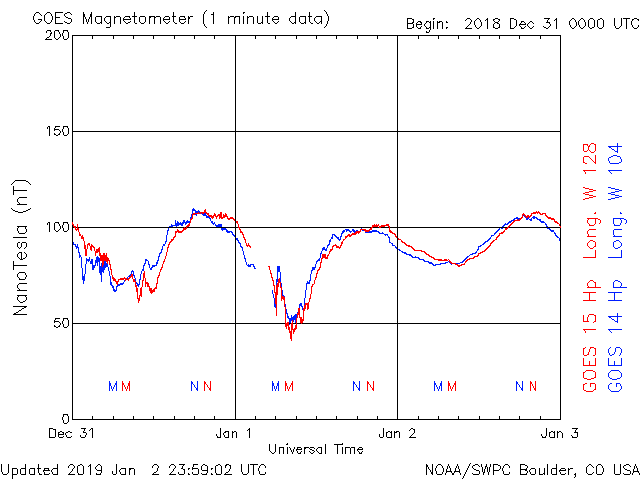 GOES Magnetometer (1 minute data)
Begin: 2018 Dec 31 0000 UTC
200
150
100
50
0
NanoTesla (nT)
M M N N M M N N M M N N
Dec 31 Jan 1 Jan 2 Jan 3
Universal Time
GOES 15 Hp Long. W 128
GOES 14 Hp Long. W 104
Updated 2019 Jan 2 23:59:02 UTC
NOAA/SWPC Boulder, CO USA